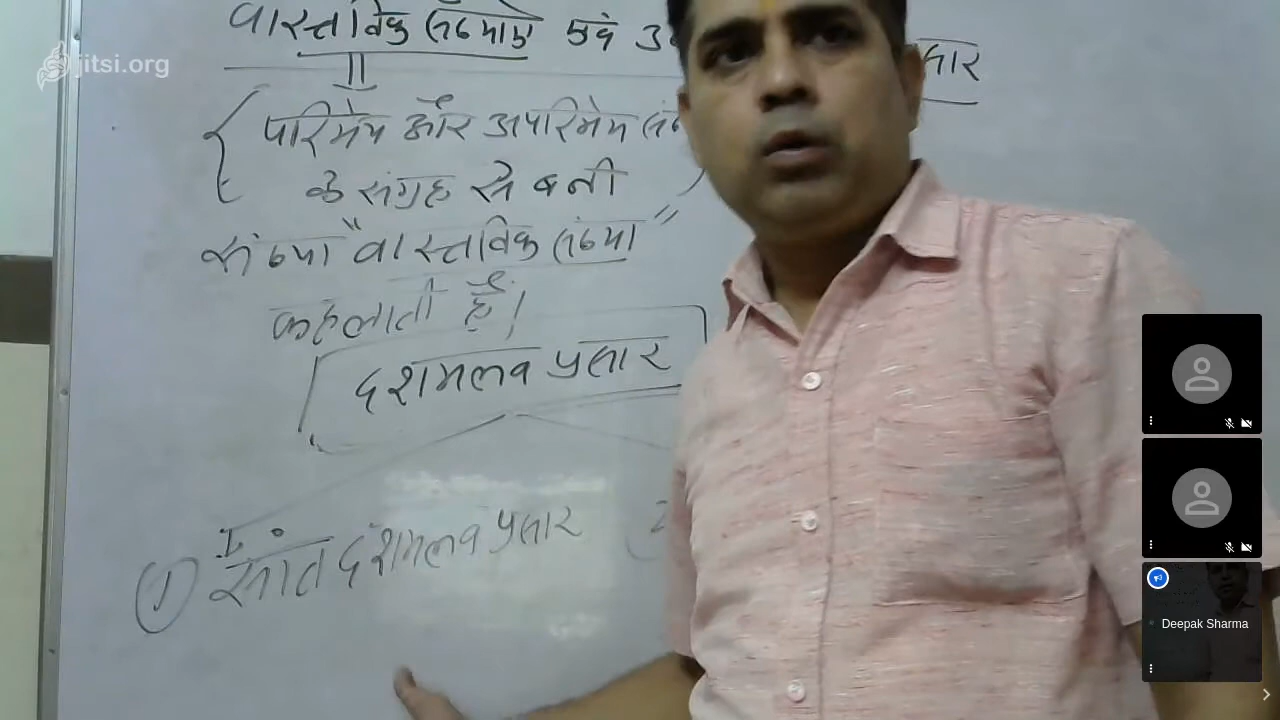 jitsi.org
वास्तविक संख्याएं एवं
परिमेय और अपरिमेय
के संग्रह से बनी
संख्या "वास्तविक संख्या"
कहलाती है।
दशमलव प्रसार
(1) सांत दशमलव प्रसार
Deepak Sharma